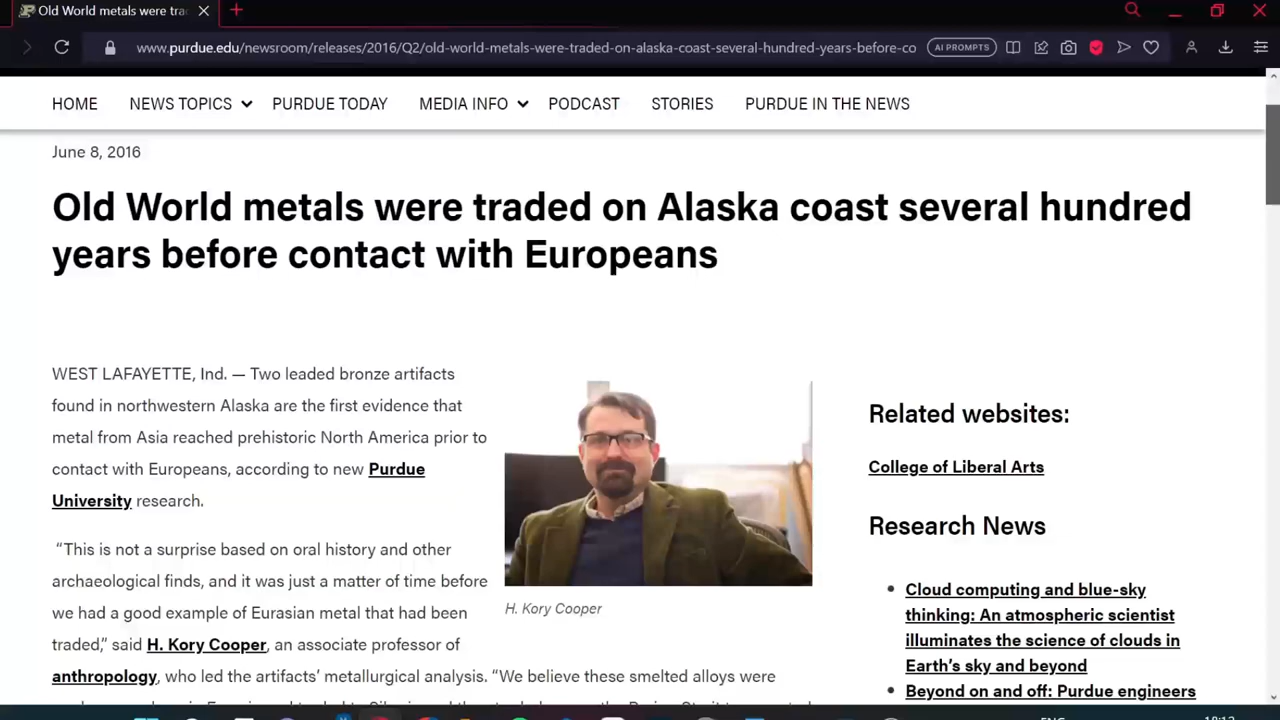 Old World metals were tra
www.purdue.edu/newsroom/releases/2016/Q2/old-world-metals-were-traded-on-alaska-coast-several-hundred-years-before-co
AI PROMPTS
HOME NEWS TOPICS PURDUE TODAY MEDIA INFO PODCAST STORIES PURDUE IN THE NEWS
June 8, 2016
Old World metals were traded on Alaska coast several hundred
years before contact with Europeans
WEST LAFAYETTE, Ind. — Two leaded bronze artifacts
found in northwestern Alaska are the first evidence that
metal from Asia reached prehistoric North America prior to
contact with Europeans, according to new Purdue
University research.
“This is not a surprise based on oral history and other
archaeological finds, and it was just a matter of time before
we had a good example of Eurasian metal that had been
traded,” said H. Kory Cooper, an associate professor of
anthropology, who led the artifacts’ metallurgical analysis. “We believe these smelted alloys were
H. Kory Cooper
Related websites:
College of Liberal Arts
Research News
Cloud computing and blue-sky
thinking: An atmospheric scientist
illuminates the science of clouds in
Earth’s sky and beyond
Beyond on and off: Purdue engineers